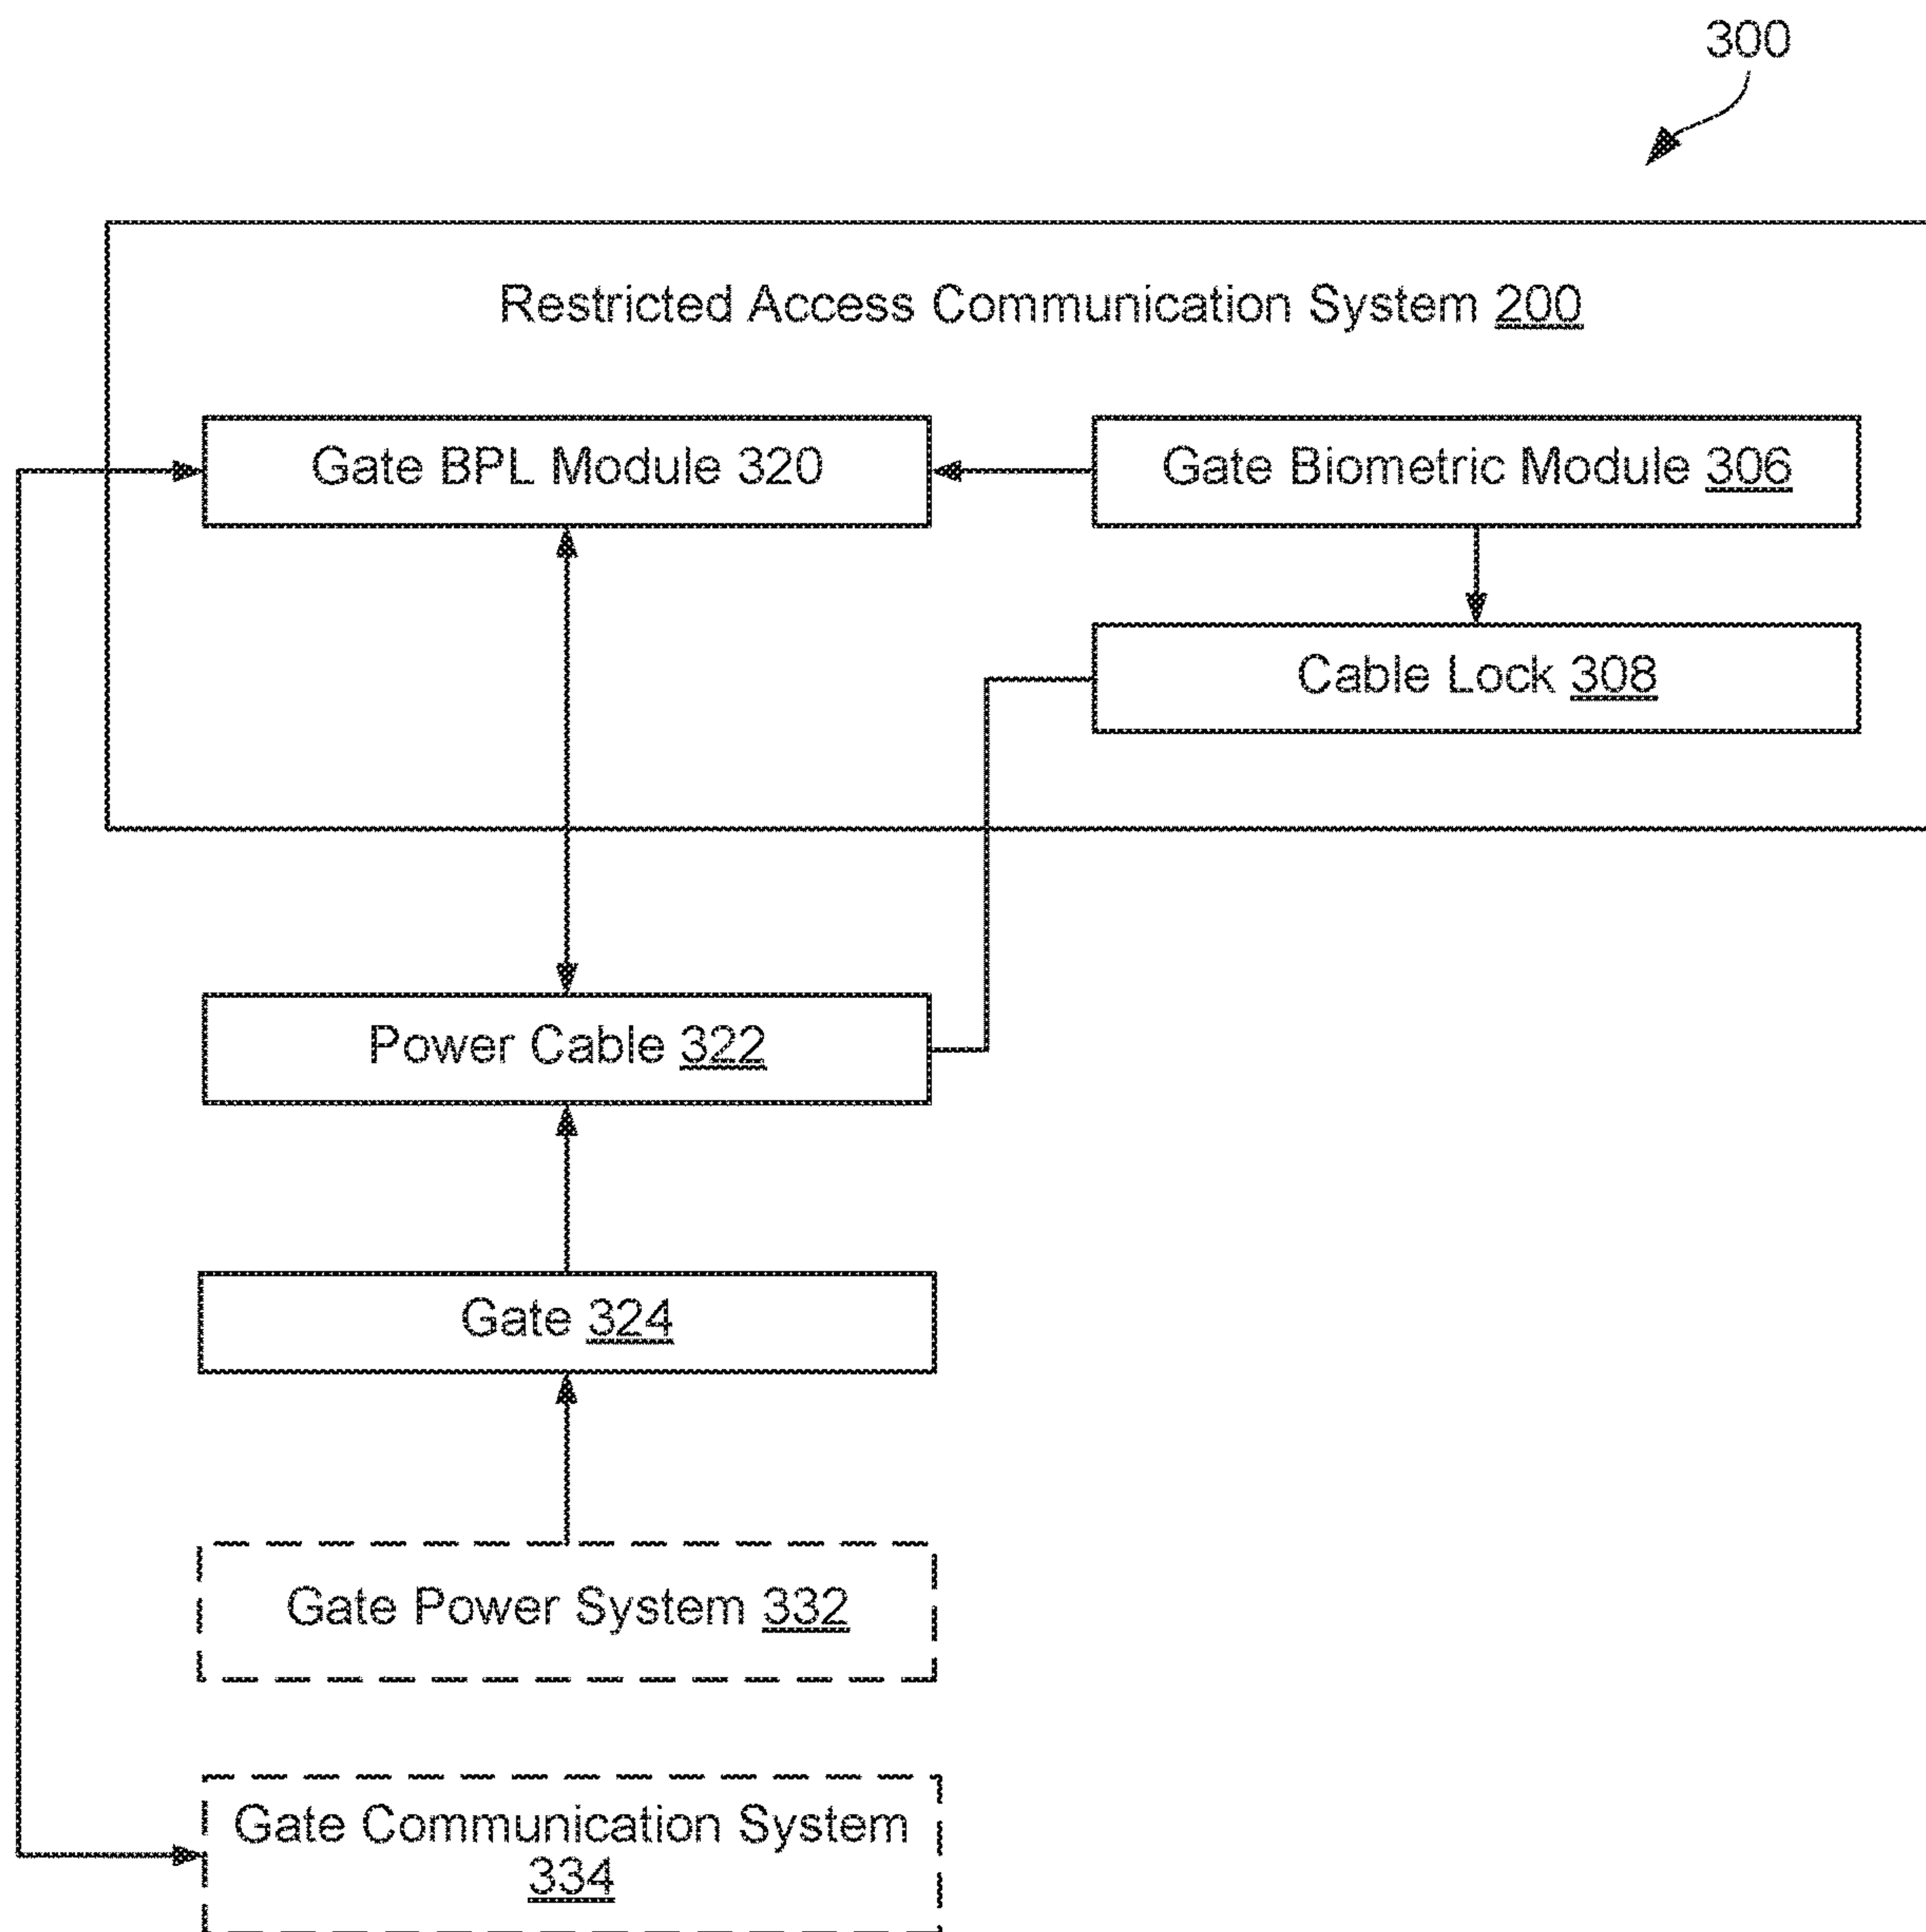 300
Restricted Access Communication System 200
Gate BPL Module 320
Gate Biometric Module 306
Cable Lock 308
Power Cable 322
Gate 324
Gate Power System 332
Gate Communication System
334